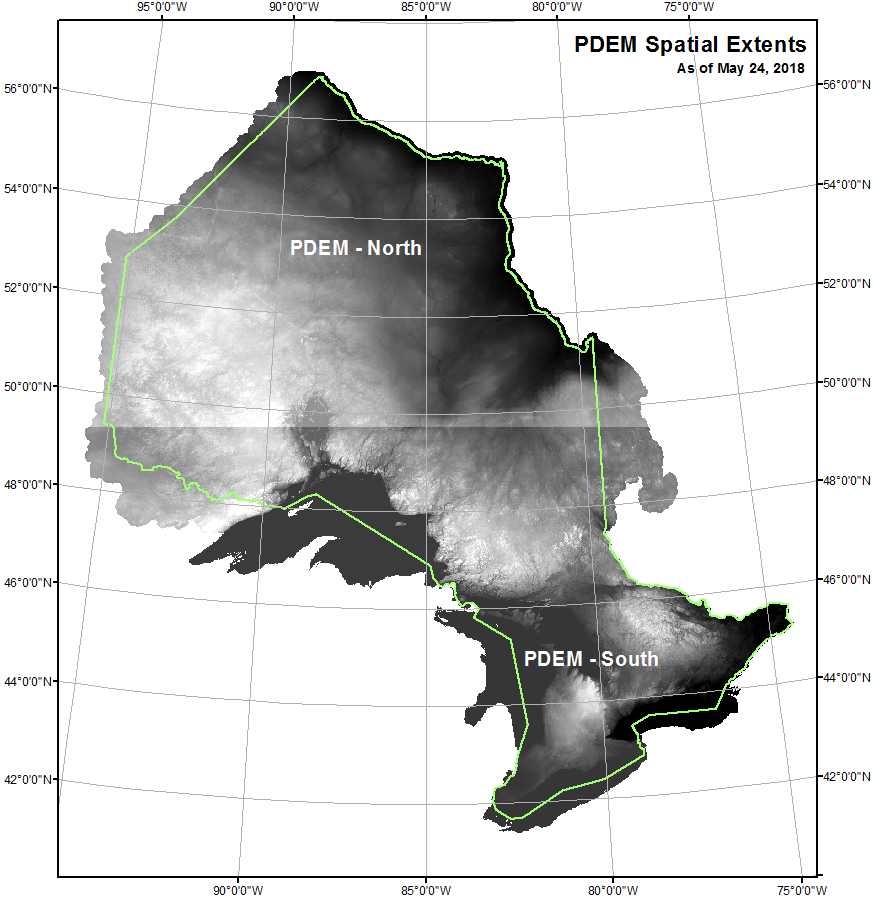 95°0'0"W 90°0'0"W 85°0'0"W 80°0'0"W 75°0'0"W
PDEM Spatial Extents
As of May 24, 2018
56°0'0"N 56°0'0"N
54°0'0"N 54°0'0"N
PDEM - North
52°0'0"N 52°0'0"N
50°0'0"N 50°0'0"N
48°0'0"N 48°0'0"N
46°0'0"N 46°0'0"N
PDEM - South
44°0'0"N 44°0'0"N
42°0'0"N 42°0'0"N
90°0'0"W 85°0'0"W 80°0'0"W 75°0'0"W